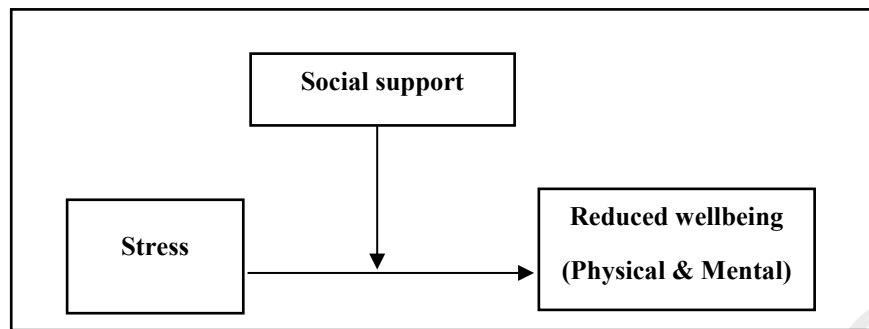 Social support
Stress
Reduced wellbeing
(Physical & Mental)